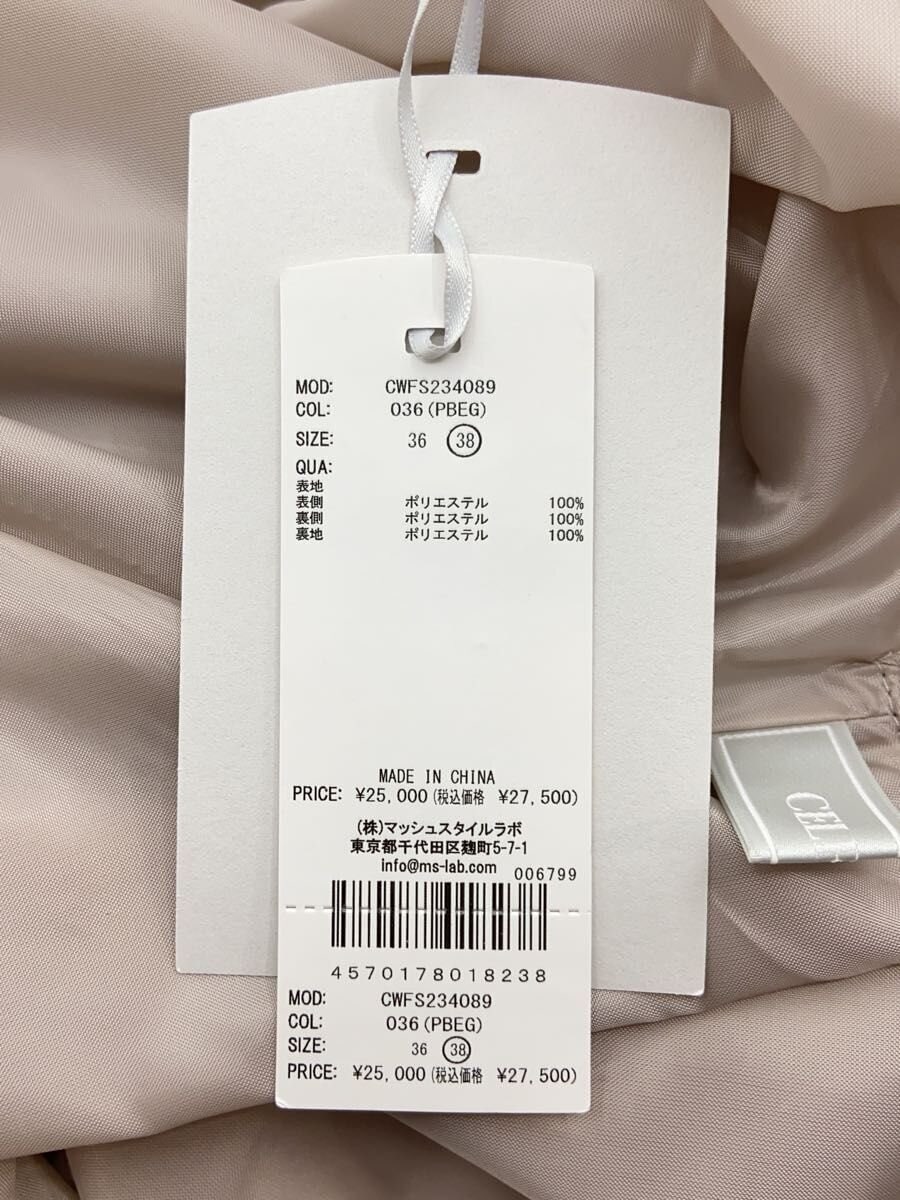 MOD: CWFS234089
COL: 036(PBEG)
SIZE: 36 38
QUA:
表地
表側 ポリエステル 100%
裏側 ポリエステル 100%
裏地 ポリエステル 100%
MADE IN CHINA
PRICE: ¥25,000(税込価格 ¥27,500)
(株)マッシュスタイルラボ
東京都千代田区麹町5-7-1
info@ms-lab.com
006799
4570178018238
MOD: CWFS234089
COL: 036(PBEG)
SIZE: 36 38
PRICE: ¥25,000(税込価格 ¥27,500)